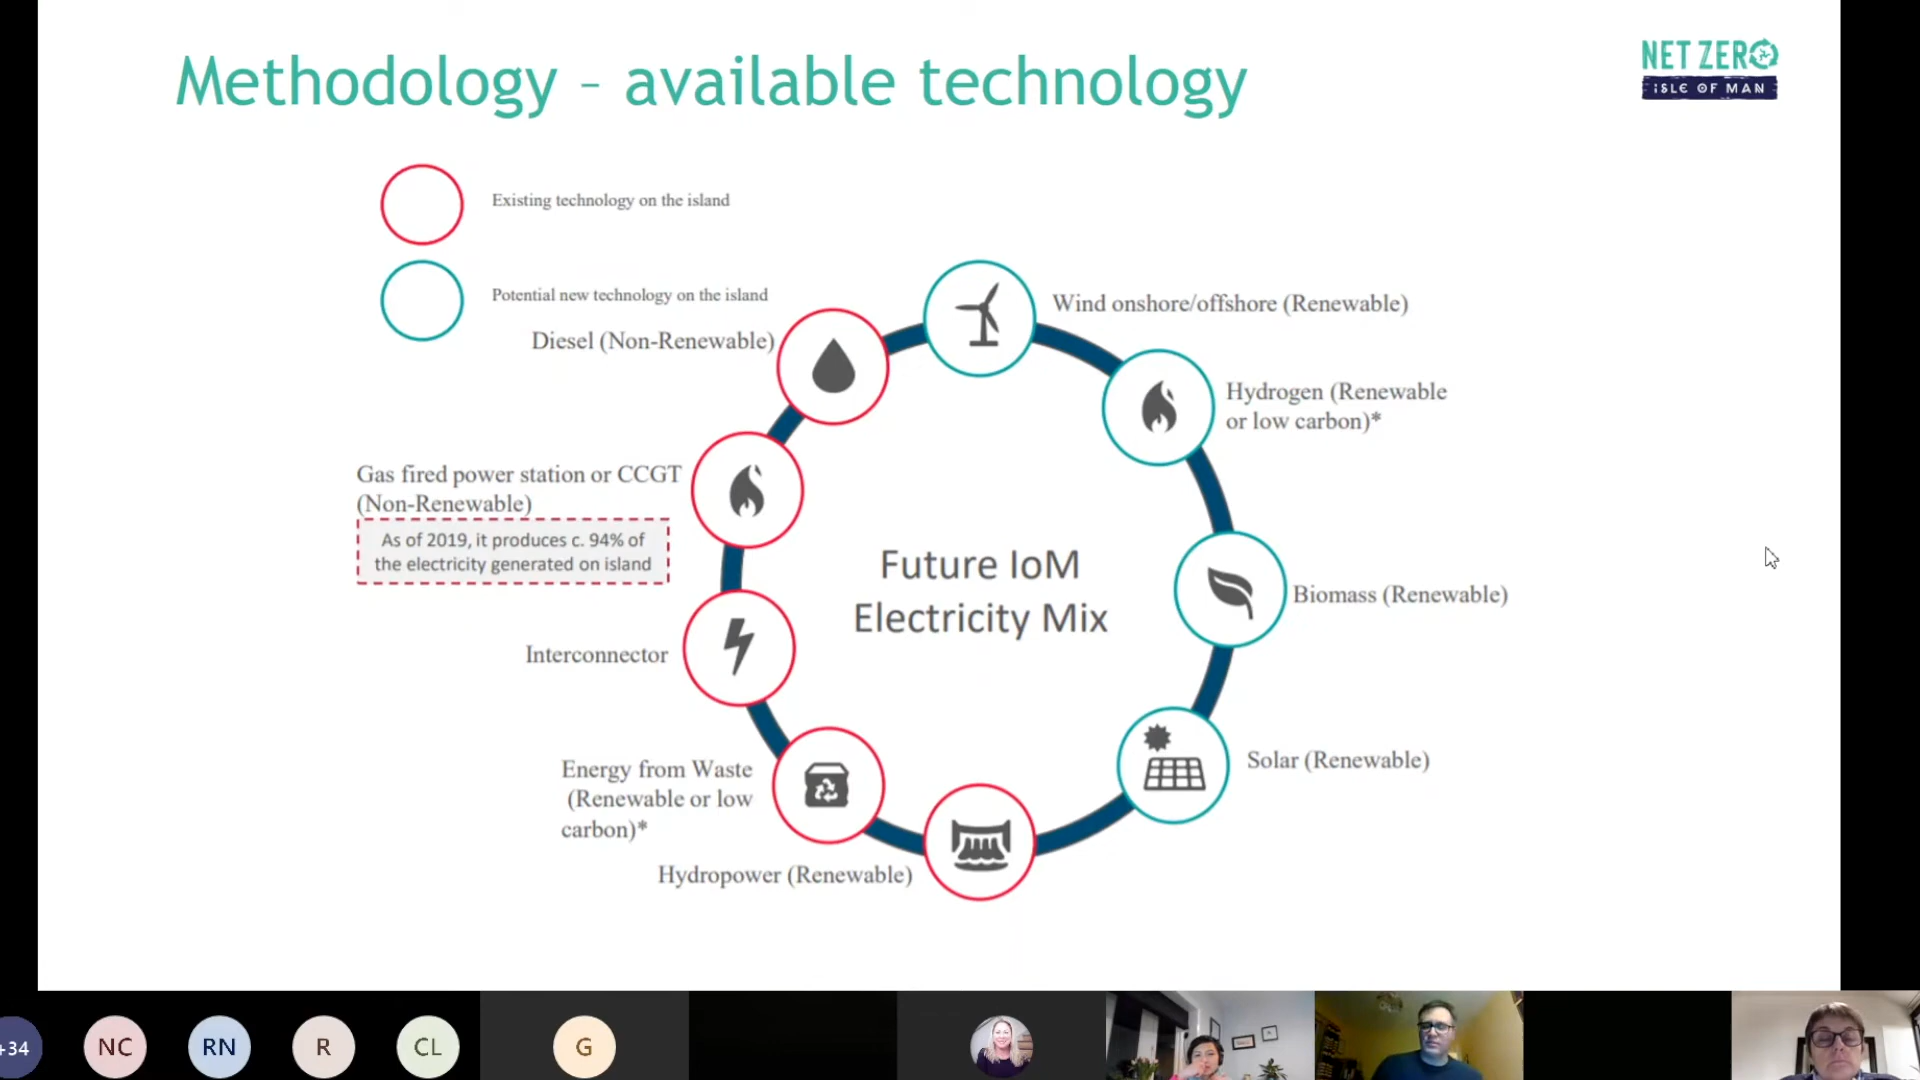 Methodology – available technology
NET ZERO
ISLE OF MAN
Existing technology on the island
Potential new technology on the island
Diesel (Non-Renewable)
Wind onshore/offshore (Renewable)
Hydrogen (Renewable
or low carbon)*
Gas fired power station or CCGT
(Non-Renewable)
As of 2019, it produces c. 94% of
the electricity generated on island
Future IoM
Electricity Mix
Biomass (Renewable)
Interconnector
Energy from Waste
(Renewable or low
carbon)*
Solar (Renewable)
Hydropower (Renewable)
+34
NC
RN
R
CL
G